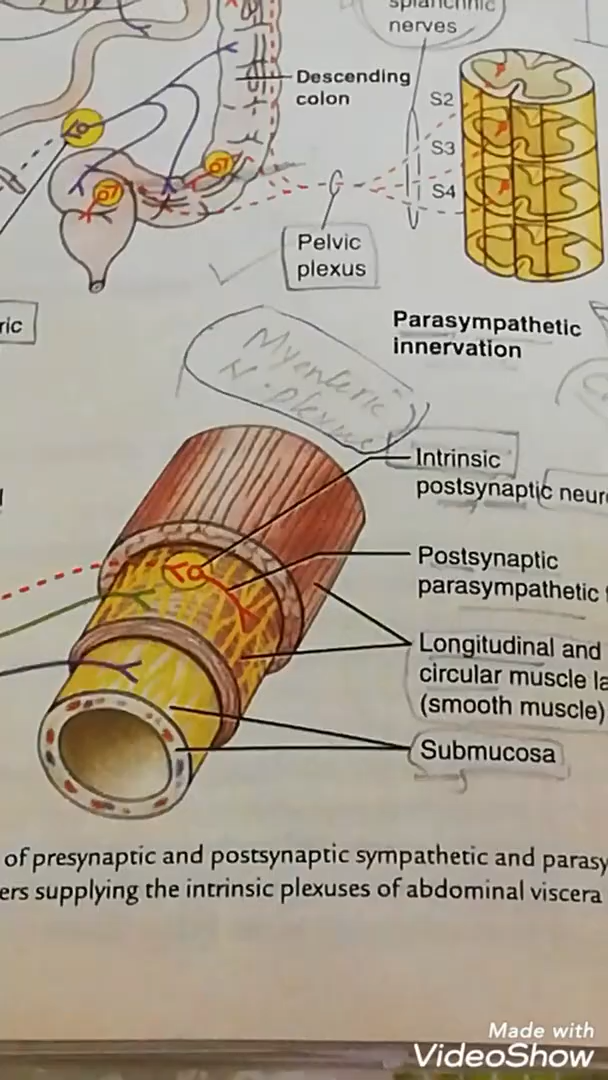 splanchnic
nerves
Descending
colon
S2
S3
S4
Pelvic
plexus
ric
Parasympathetic
innervation
Myenteric
N. plexus
Intrinsic
postsynaptic neur
Postsynaptic
parasympathetic
Longitudinal and
circular muscle la
(smooth muscle)
Submucosa
of presynaptic and postsynaptic sympathetic and parasy
ers supplying the intrinsic plexuses of abdominal viscera
Made with
VideoShow